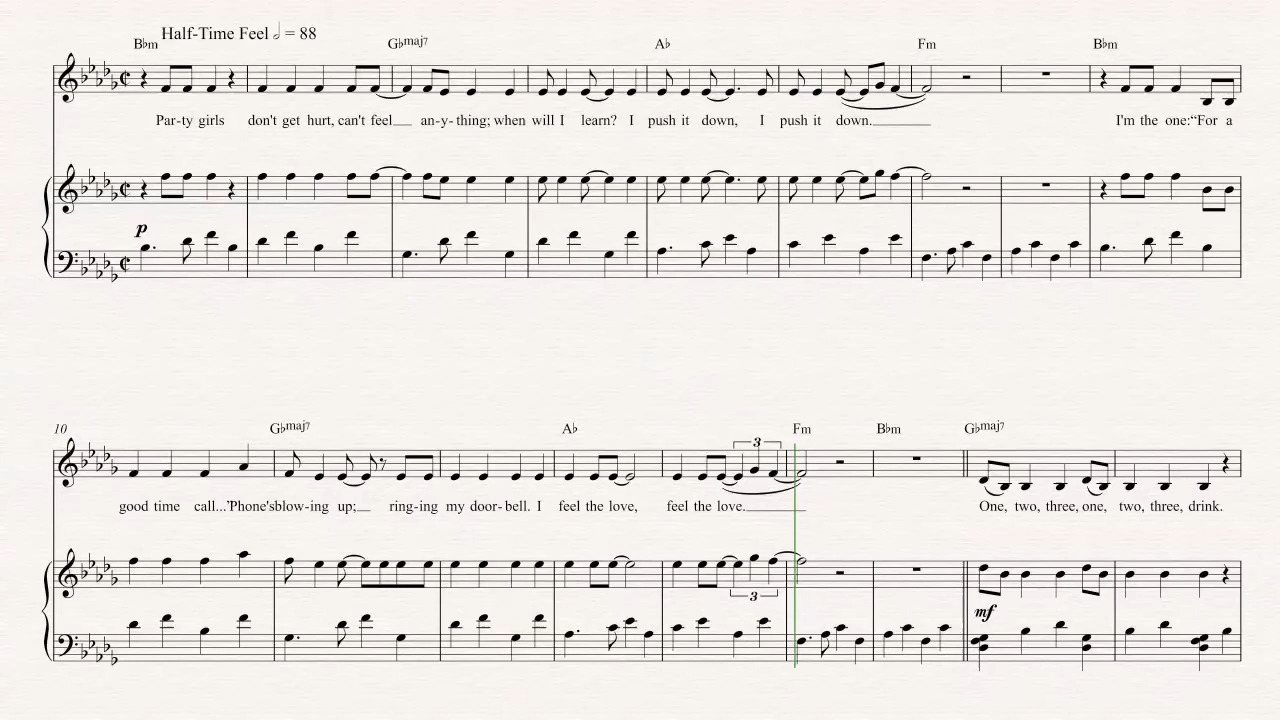 Half-Time Feel 𝅗𝅥 = 88
B♭m G♭maj7 A♭ Fm B♭m
Par-ty girls don't get hurt, can't feel an-y-thing; when will I learn? I push it down, I push it down. I'm the one: “For a
p
10 G♭maj7 A♭ Fm B♭m G♭maj7
3
good time call...” Phone's blow-ing up; ring-ing my door-bell. I feel the love, feel the love. One, two, three, one, two, three, drink.
3
mf